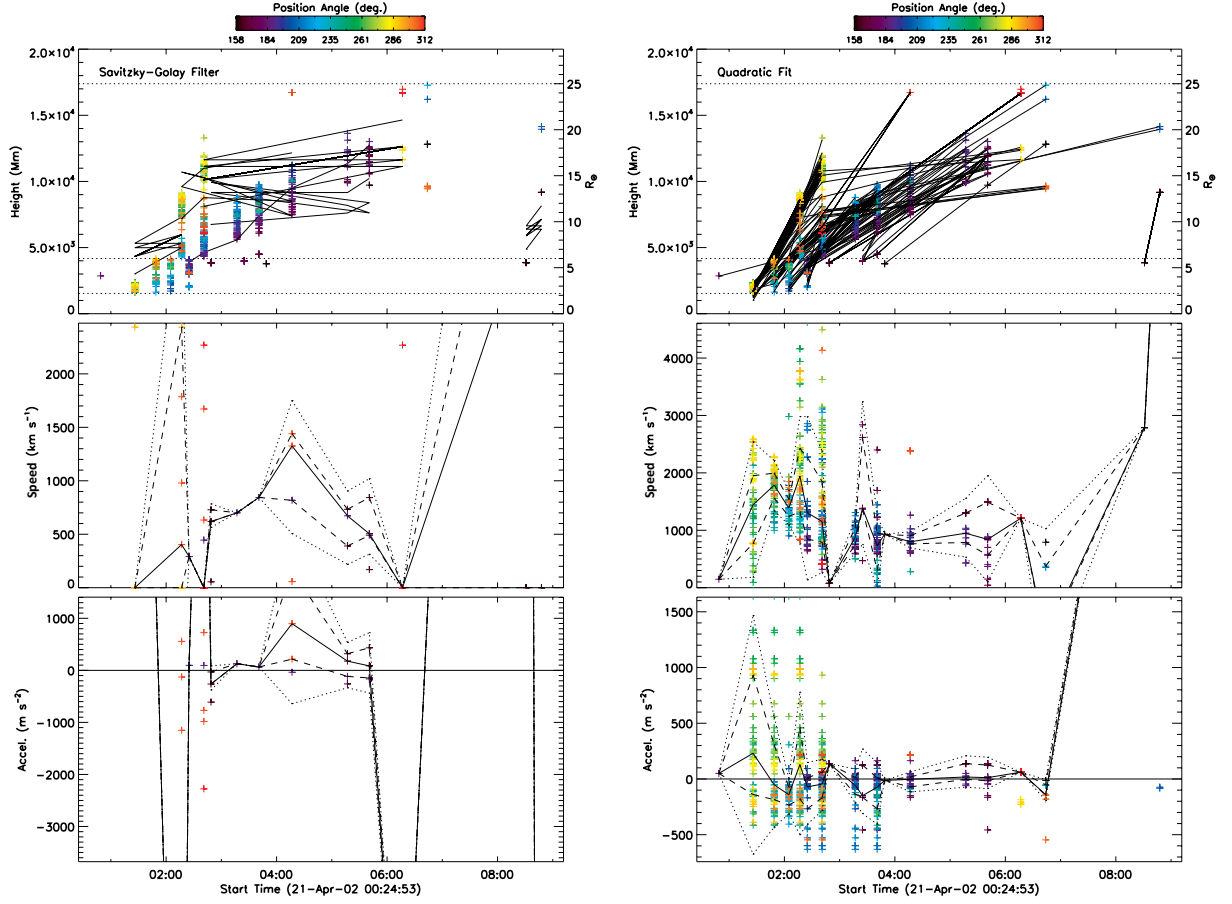 Position Angle (deg.)
158 184 209 235 261 286 312
Savitzky-Golay Filter
2.0×10⁴
1.5×10⁴
1.0×10⁴
5.0×10³
0
Height (Mm)
25
20
15
10
5
0
R⊙
2000
1500
1000
500
0
Speed (km s⁻¹)
1000
0
-1000
-2000
-3000
Accel. (m s⁻²)
02:00 04:00 06:00 08:00
Start Time (21-Apr-02 00:24:53)
Position Angle (deg.)
158 184 209 235 261 286 312
Quadratic Fit
2.0×10⁴
1.5×10⁴
1.0×10⁴
5.0×10³
0
Height (Mm)
25
20
15
10
5
0
R⊙
4000
3000
2000
1000
0
Speed (km s⁻¹)
1500
1000
500
0
-500
Accel. (m s⁻²)
02:00 04:00 06:00 08:00
Start Time (21-Apr-02 00:24:53)